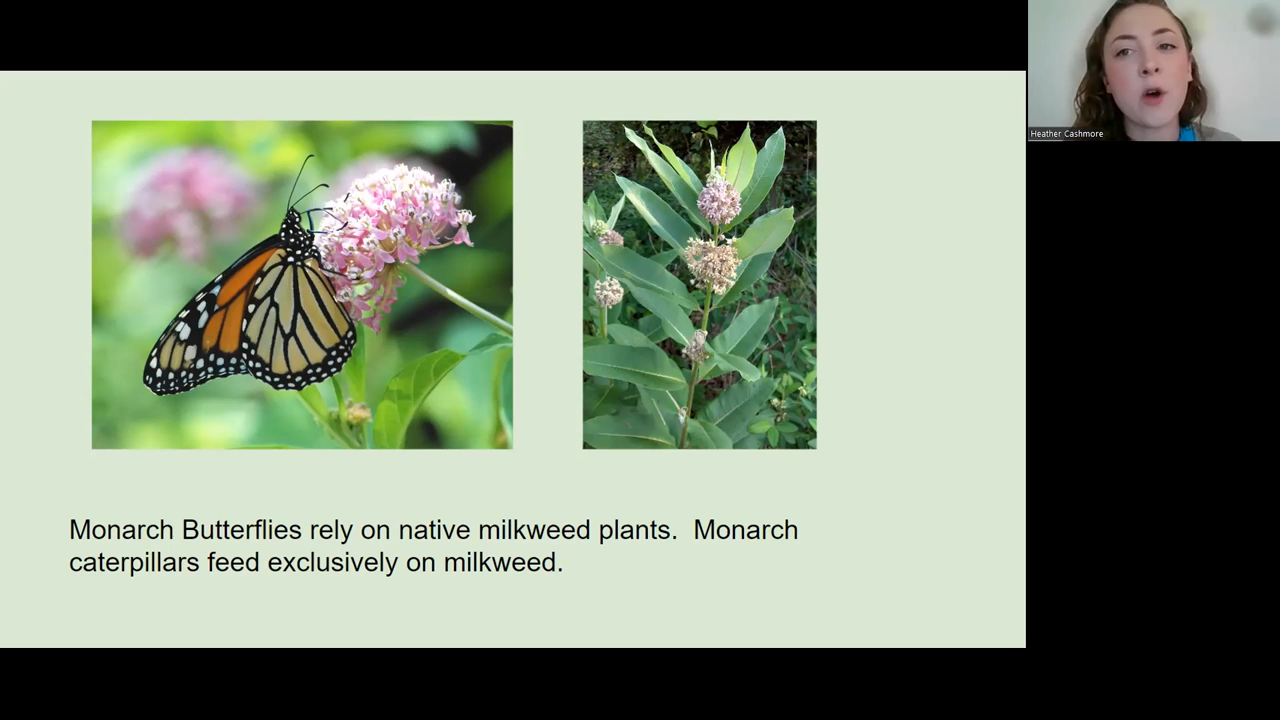 Heather Cashmore
Monarch Butterflies rely on native milkweed plants.  Monarch
caterpillars feed exclusively on milkweed.